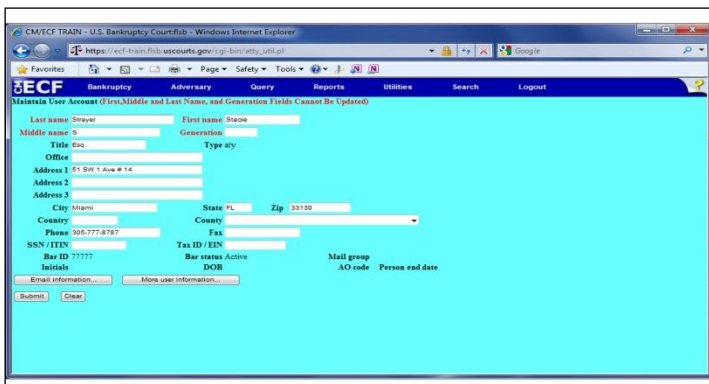 CM/ECF TRAIN - U.S. Bankruptcy Court:flsb - Windows Internet Explorer
https://ecf-train.flsb.uscourts.gov/cgi-bin/atty_util.pl
Google
Favorites Page Safety Tools
ECF Bankruptcy Adversary Query Reports Utilities Search Logout ?
Maintain User Account (First,Middle and Last Name, and Generation Fields Cannot Be Updated)
Last name Strayer First name Stacie
Middle name S Generation
Title Esq Type aty
Office
Address 1 51 SW 1 Ave # 14
Address 2
Address 3
City Miami State FL Zip 33130
Country County
Phone 305-777-8787 Fax
SSN / ITIN Tax ID / EIN
Bar ID 77777 Bar status Active Mail group
Initials DOB AO code Person end date
Email information... More user information...
Submit Clear